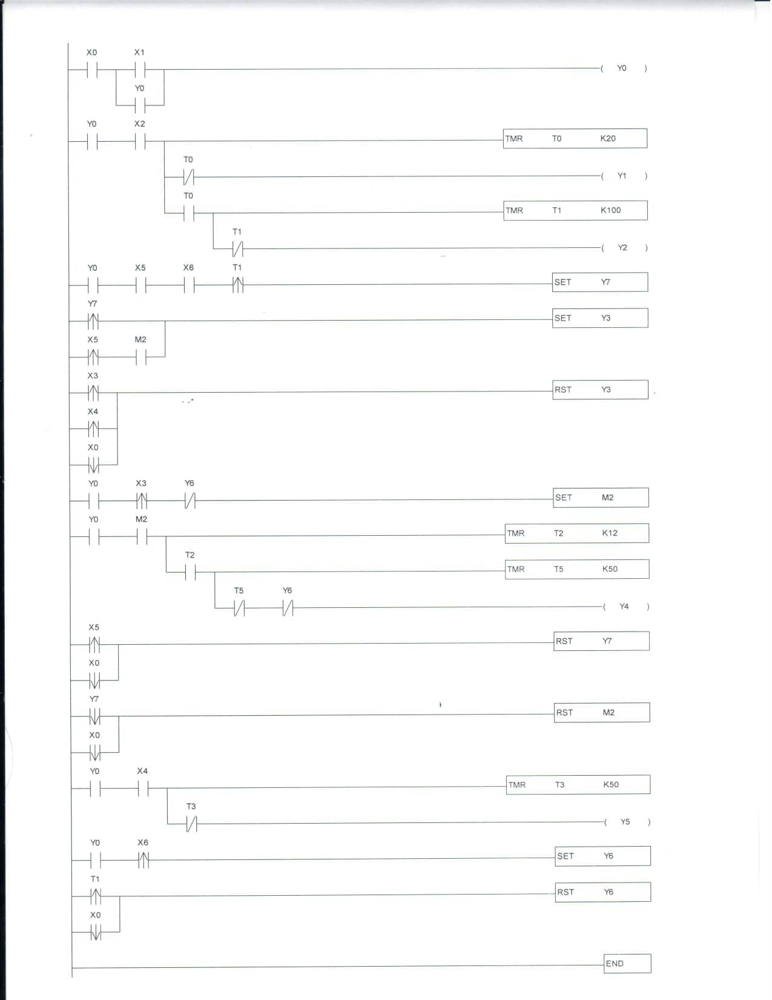 X0 X1
( Y0 )
Y0
Y0 X2
TMR T0 K20
T0
( Y1 )
T0
TMR T1 K100
T1
( Y2 )
Y0 X5 X6 T1
SET Y7
Y7
SET Y3
X5 M2
X3
RST Y3
X4
X0
Y0 X3 Y6
SET M2
Y0 M2
TMR T2 K12
T2
TMR T5 K50
T5 Y6
( Y4 )
X5
RST Y7
X0
Y7
RST M2
X0
Y0 X4
TMR T3 K50
T3
( Y5 )
Y0 X6
SET Y6
T1
RST Y6
X0
END